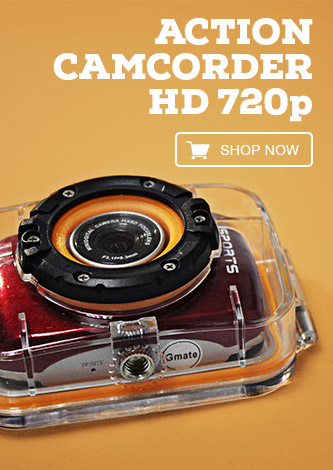 ACTION
CAMCORDER
HD 720p
SHOP NOW
SPORTS
Gmate